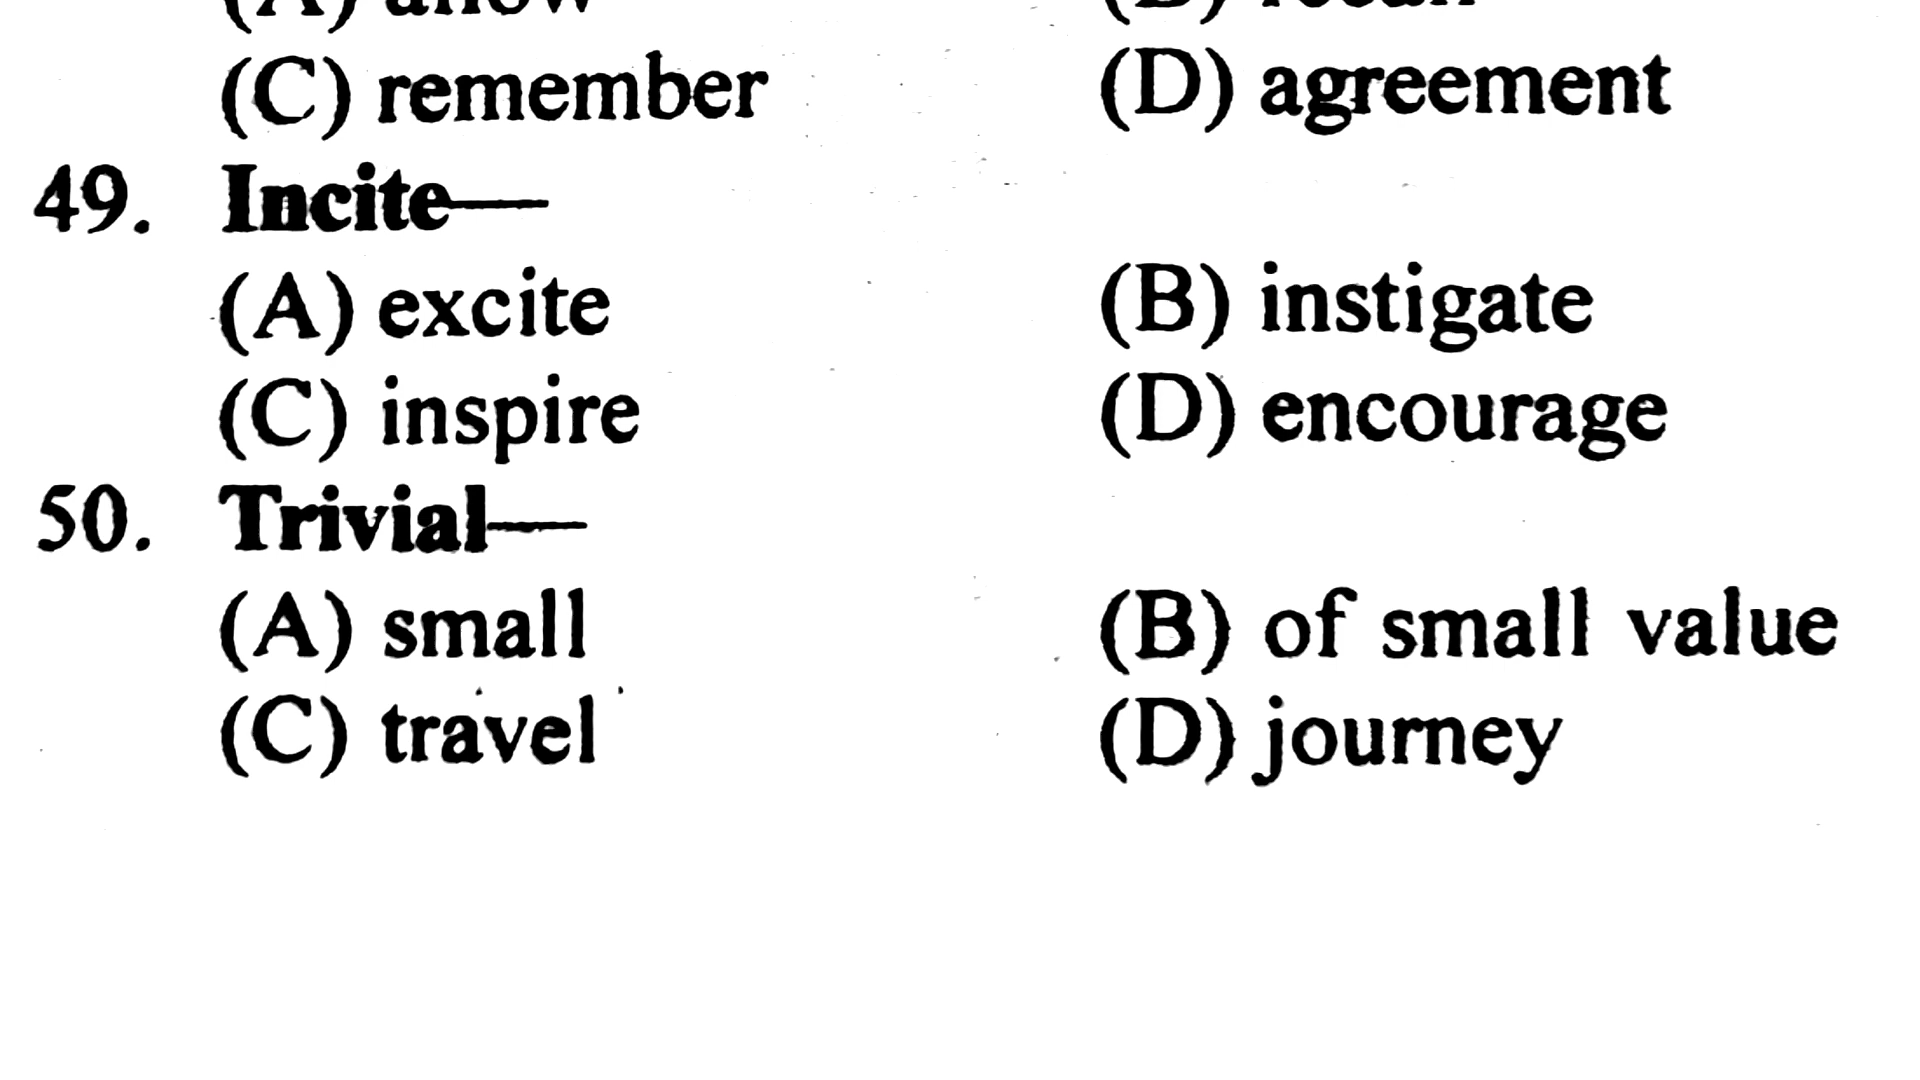 (C) remember (D) agreement
49. Incite—
(A) excite (B) instigate
(C) inspire (D) encourage
50. Trivial—
(A) small (B) of small value
(C) travel (D) journey